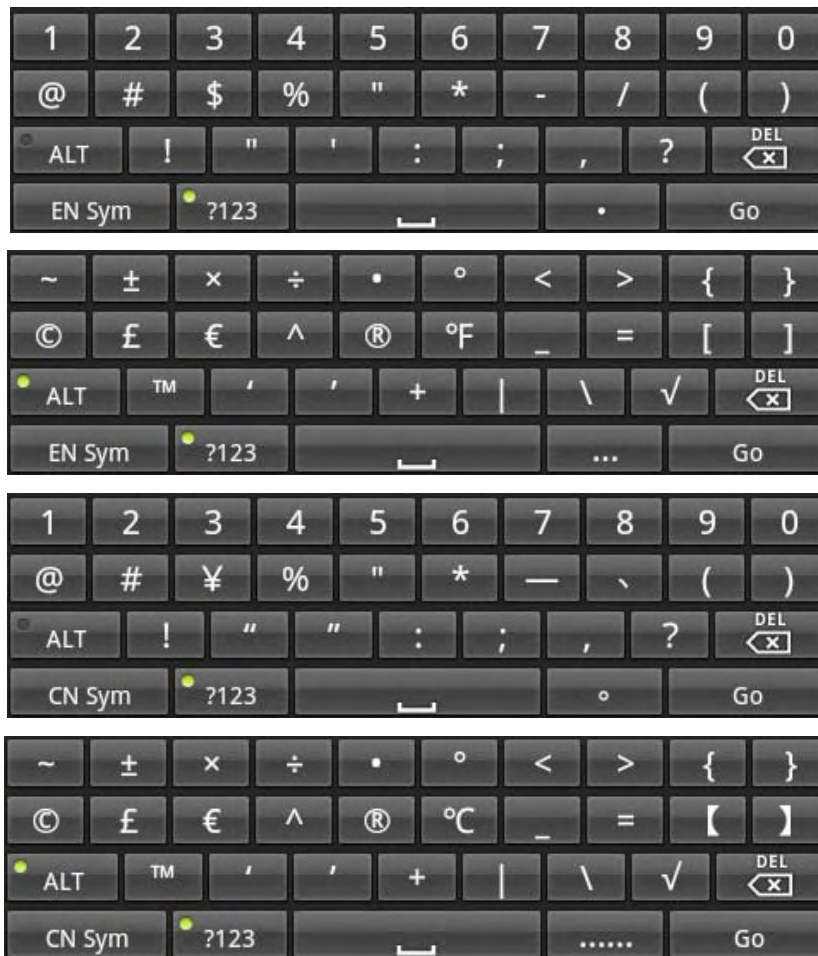 1 2 3 4 5 6 7 8 9 0
@ # $ % " * - / ( )
ALT ! " ' : ; , ? DEL
EN Sym ?123 . Go
~ ± × ÷ • ° < > { }
© £ € ^ ® °F _ = [ ]
ALT ™ ‘ ’ + | \ √ DEL
EN Sym ?123 ... Go
1 2 3 4 5 6 7 8 9 0
@ # ¥ % " * — 、 ( )
ALT ! “ ” : ; , ? DEL
CN Sym ?123 。 Go
~ ± × ÷ • ° < > { }
© £ € ^ ® ℃ _ = 【 】
ALT ™ ‘ ’ + | \ √ DEL
CN Sym ?123 ...... Go